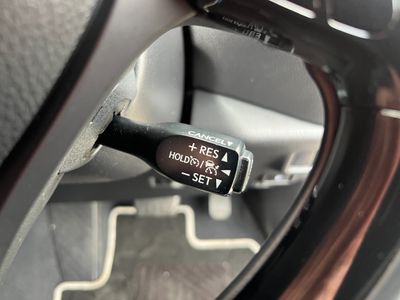 CANCEL▼
+ RES ▲
HOLD / ◀
− SET ▼